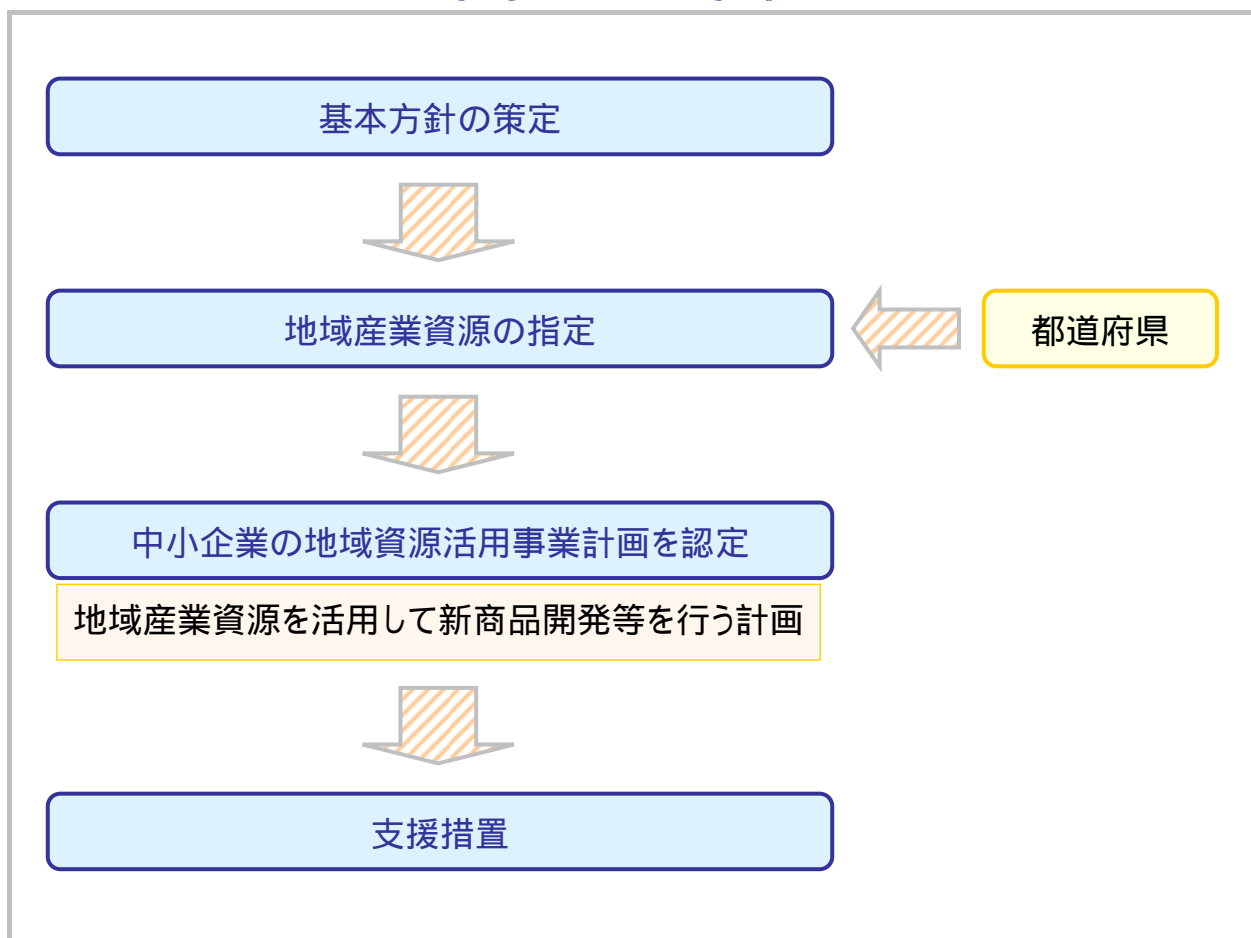 基本方針の策定
地域産業資源の指定
都道府県
中小企業の地域資源活用事業計画を認定
地域産業資源を活用して新商品開発等を行う計画
支援措置